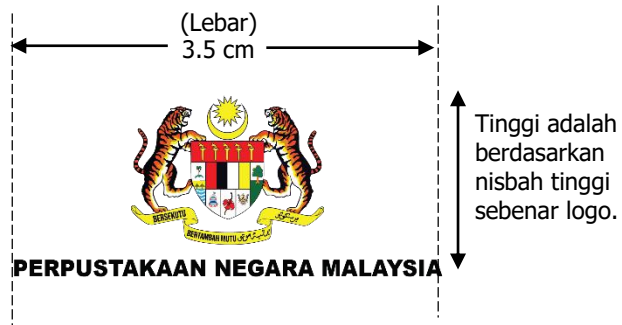 (Lebar)
3.5 cm
Tinggi adalah
berdasarkan
nisbah tinggi
sebenar logo.
BERSEKUTU
BERTAMBAH MUTU
PERPUSTAKAAN NEGARA MALAYSIA